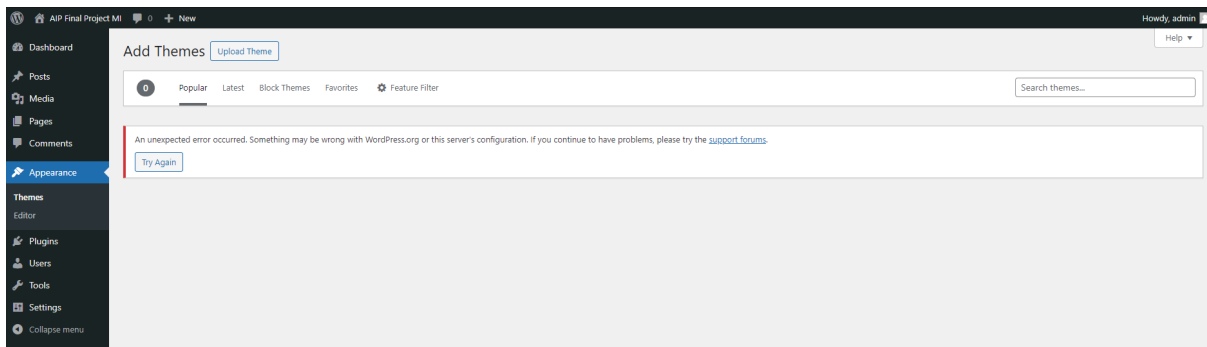 AIP Final Project MI 0 + New Howdy, admin
Help ▼
Dashboard
Posts
Media
Pages
Comments
Appearance
Themes
Editor
Plugins
Users
Tools
Settings
Collapse menu
Add Themes Upload Theme
0 Popular Latest Block Themes Favorites Feature Filter Search themes...
An unexpected error occurred. Something may be wrong with WordPress.org or this server's configuration. If you continue to have problems, please try the support forums.
Try Again